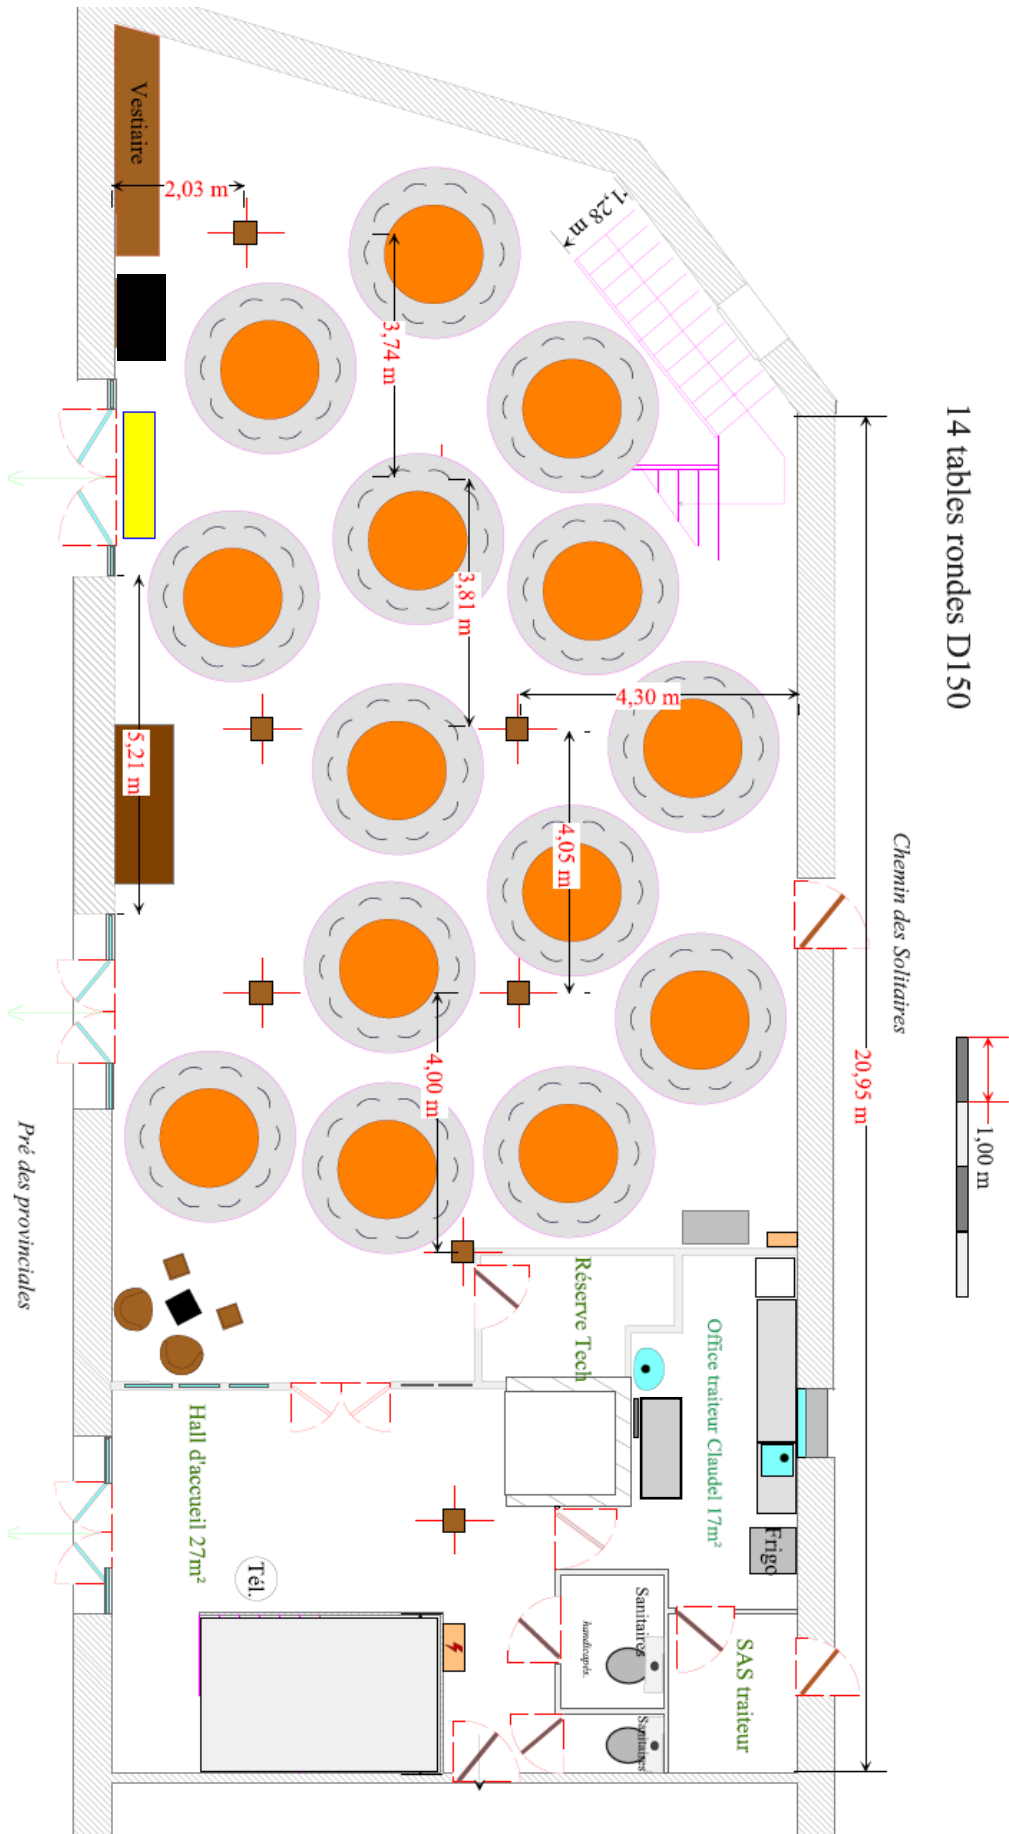 14 tables rondes D150
Chemin des Solitaires
1,00 m
20,95 m
Vestiaire
2,03 m
1,28 m
3,74 m
3,81 m
4,30 m
5,21 m
4,05 m
4,00 m
Pré des provinciales
Réserve Tech
Office traiteur Claudel 17m²
Hall d'accueil 27m²
Frigo
Tél.
Sanitaires
handicapés.
SAS traiteur
Sanitaires